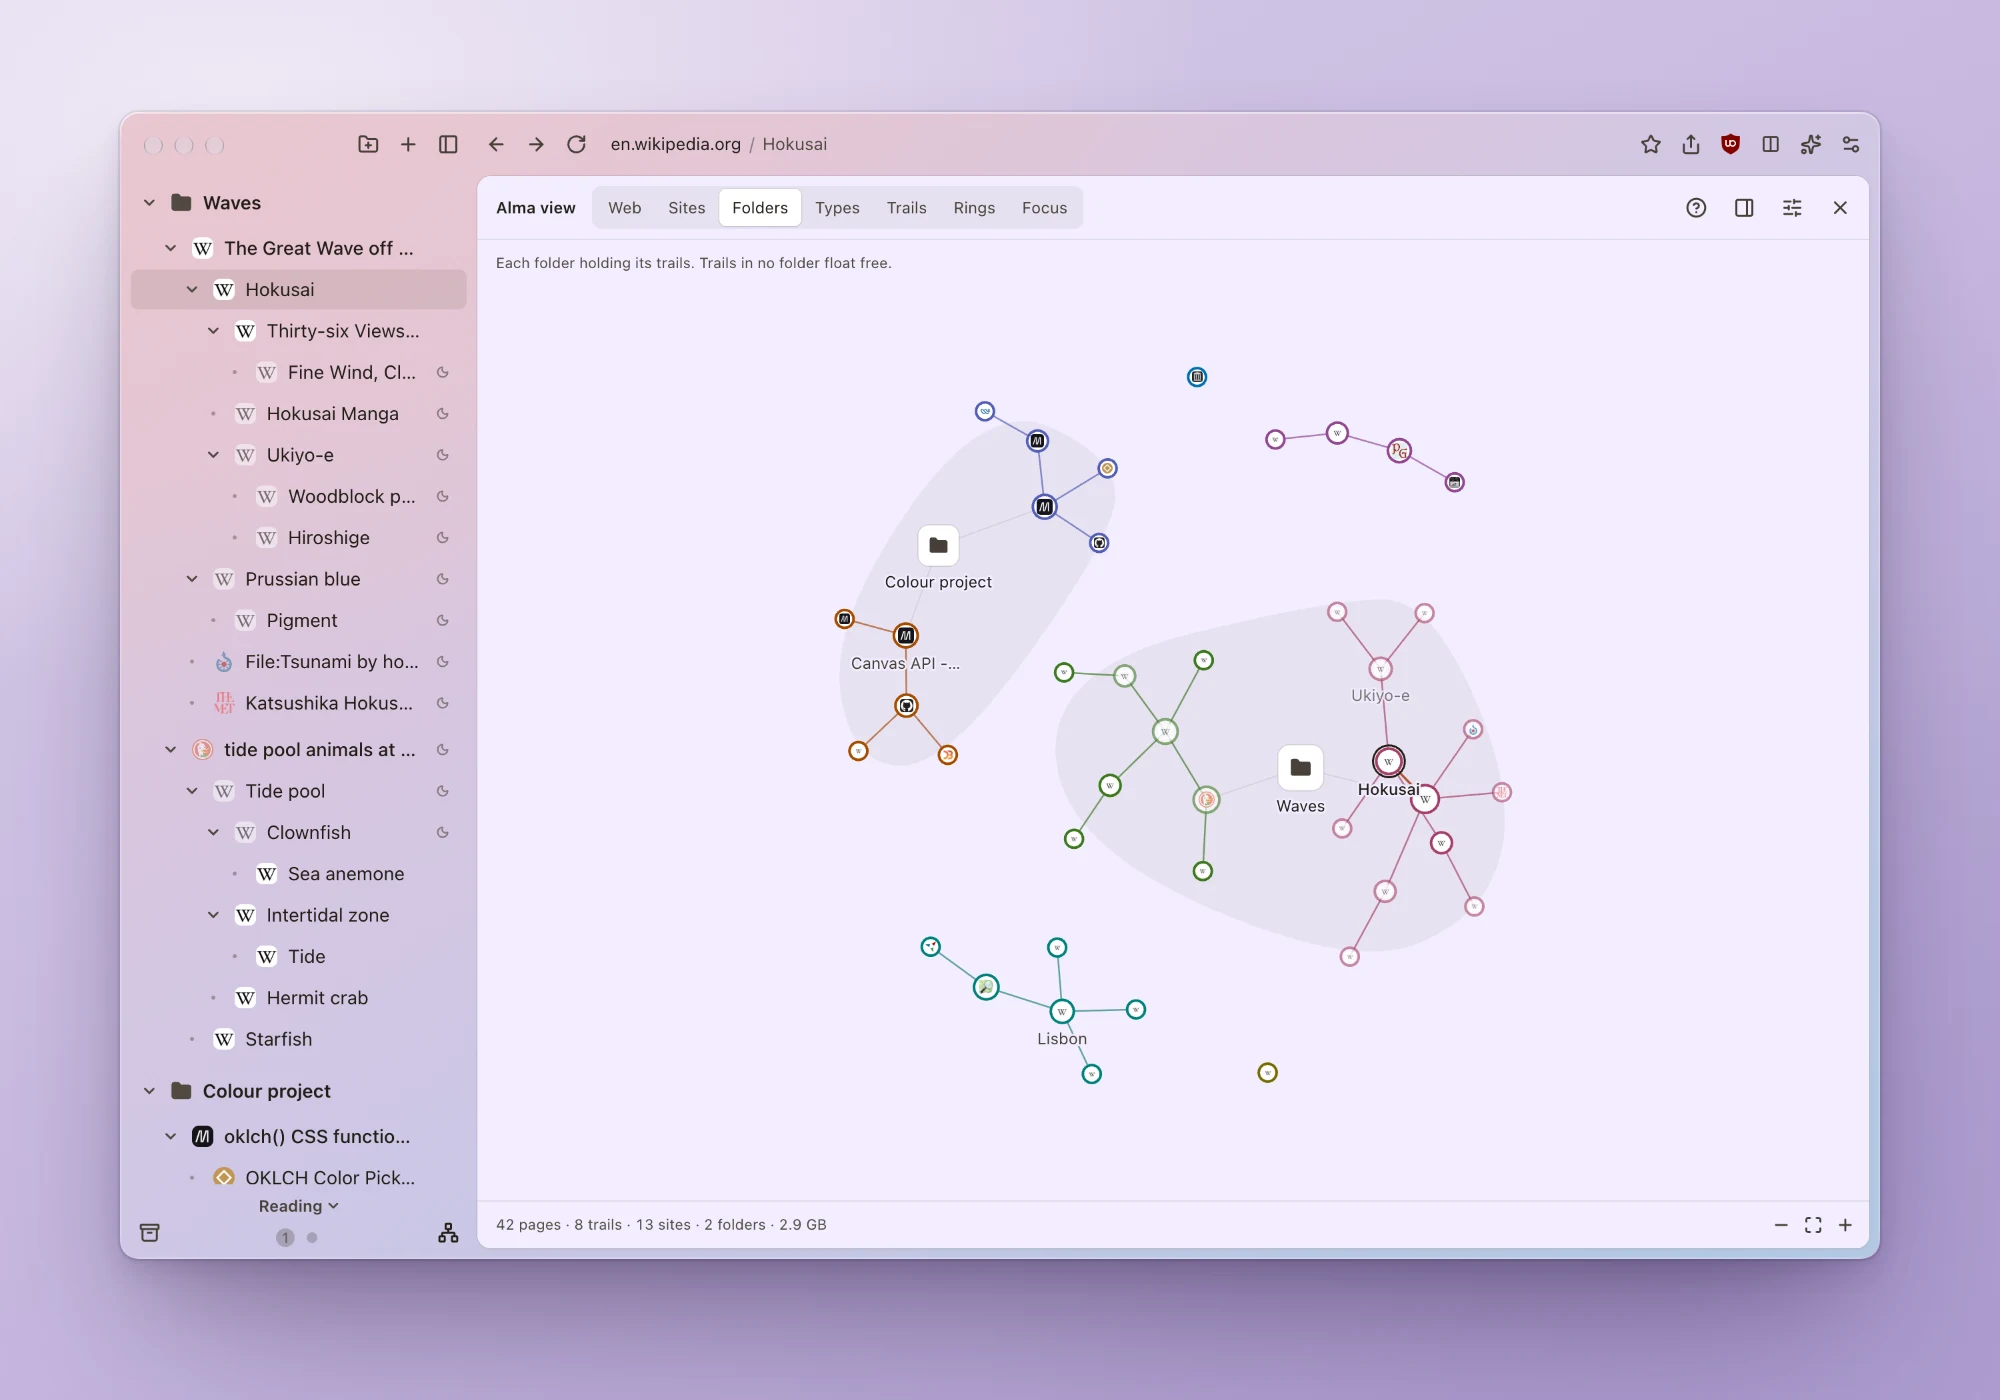 en.wikipedia.org / Hokusai
Waves
The Great Wave off ...
Hokusai
Thirty-six Views...
Fine Wind, Cl...
Hokusai Manga
Ukiyo-e
Woodblock p...
Hiroshige
Prussian blue
Pigment
File:Tsunami by ho...
Katsushika Hokus...
tide pool animals at ...
Tide pool
Clownfish
Sea anemone
Intertidal zone
Tide
Hermit crab
Starfish
Colour project
oklch() CSS functio...
OKLCH Color Pick...
Reading
1
Alma view Web Sites Folders Types Trails Rings Focus
Each folder holding its trails. Trails in no folder float free.
Colour project
Canvas API -...
Ukiyo-e
Hokusai
Waves
Lisbon
42 pages · 8 trails · 13 sites · 2 folders · 2.9 GB